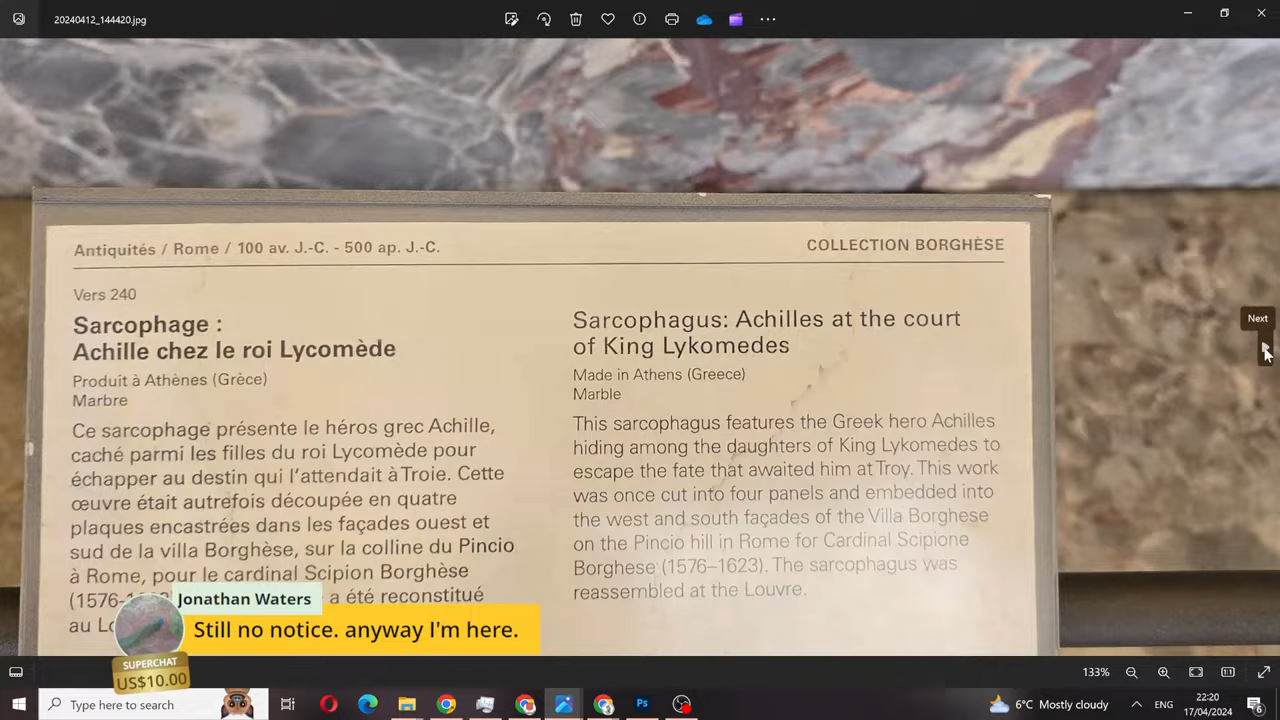 20240412_144420.jpg
Antiquités / Rome / 100 av. J.-C. - 500 ap. J.-C.
COLLECTION BORGHÈSE
Vers 240
Sarcophage :
Achille chez le roi Lycomède
Produit à Athènes (Grèce)
Marbre
Ce sarcophage présente le héros grec Achille,
caché parmi les filles du roi Lycomède pour
échapper au destin qui l'attendait à Troie. Cette
œuvre était autrefois découpée en quatre
plaques encastrées dans les façades ouest et
sud de la villa Borghèse, sur la colline du Pincio
à Rome, pour le cardinal Scipion Borghèse
(1576- a été reconstitué
au
Sarcophagus: Achilles at the court
of King Lykomedes
Made in Athens (Greece)
Marble
This sarcophagus features the Greek hero Achilles
hiding among the daughters of King Lykomedes to
escape the fate that awaited him at Troy. This work
was once cut into four panels and embedded into
the west and south façades of the Villa Borghese
on the Pincio hill in Rome for Cardinal Scipione
Borghese (1576–1623). The sarcophagus was
reassembled at the Louvre.
Next
Jonathan Waters
Still no notice. anyway I'm here.
SUPERCHAT
US$10.00
133%
Type here to search
Ps
6°C Mostly cloudy
ENG
22:20
17/04/2024
6